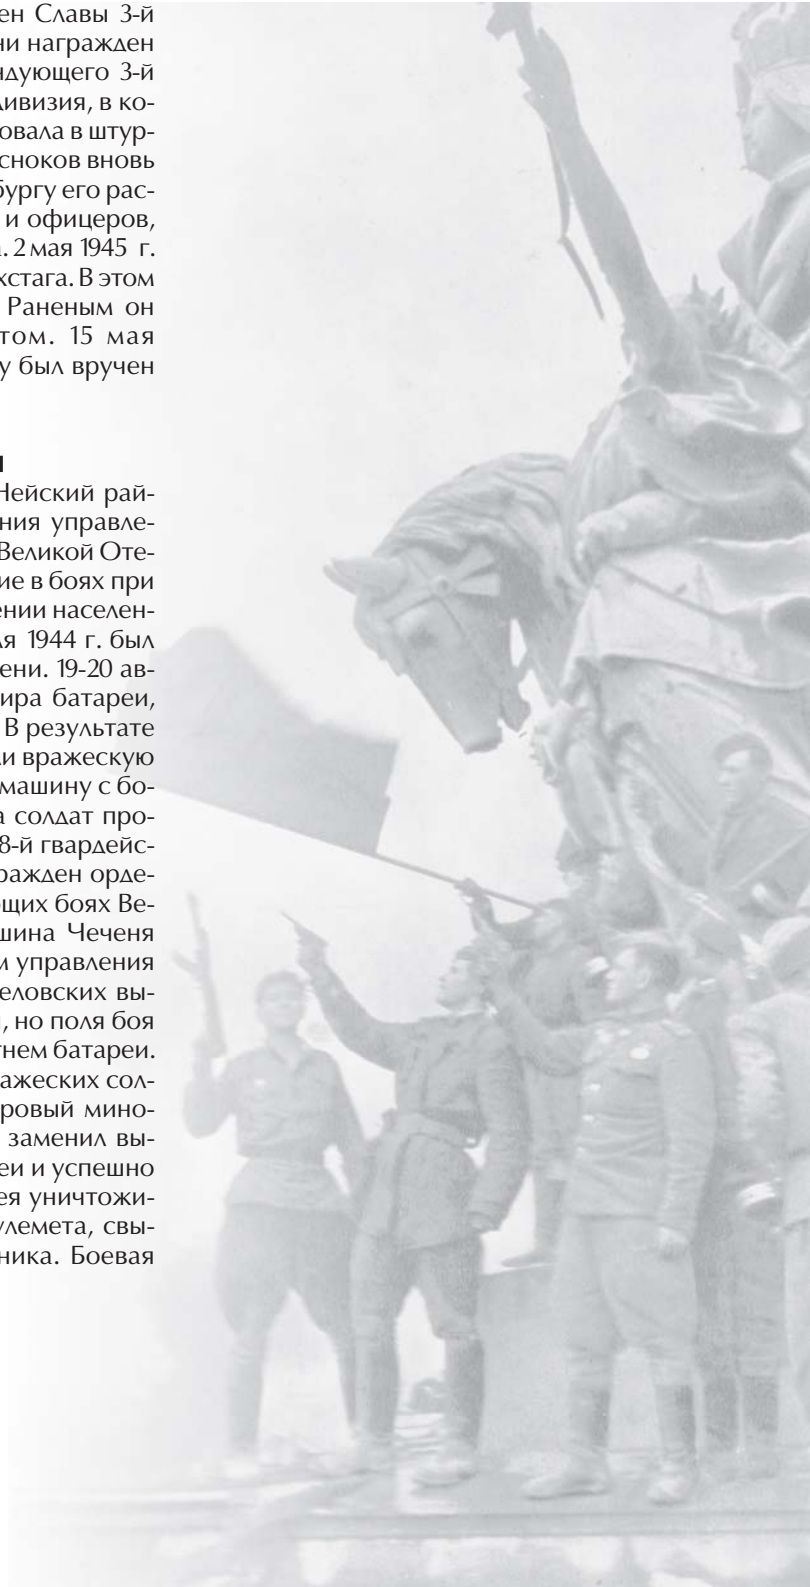 ен Славы 3-й
ни награжден
ндующего 3-й
ивизия, в ко-
овала в штур-
сноков вновь
бургу его рас-
и офицеров,
. 2 мая 1945 г.
хстага. В этом
Раненым он
том. 15 мая
у был вручен
Нейский рай-
ния управле-
Великой Оте-
ие в боях при
ении населен-
ля 1944 г. был
ени. 19-20 ав-
ира батареи,
В результате
и вражескую
машину с бо-
а солдат про-
8-й гвардейс-
ражден орде-
щих боях Ве-
шина Чеченя
м управления
еловских вы-
, но поля боя
гнем батареи.
ажеских сол-
ровый мино-
заменил вы-
еи и успешно
ея уничтожи-
улемета, свы-
ника. Боевая